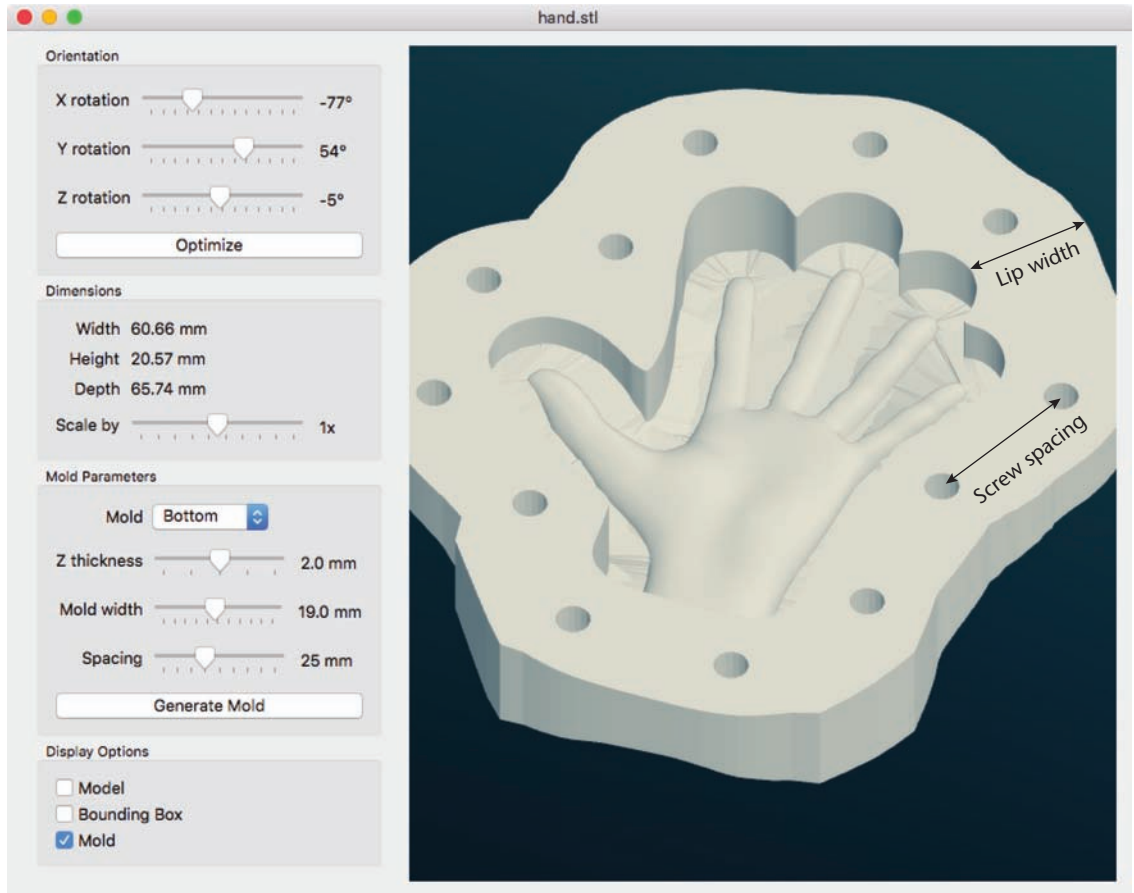 hand.stl
Orientation
X rotation -77°
Y rotation 54°
Z rotation -5°
Optimize
Dimensions
Width 60.66 mm
Height 20.57 mm
Depth 65.74 mm
Scale by 1x
Mold Parameters
Mold Bottom
Z thickness 2.0 mm
Mold width 19.0 mm
Spacing 25 mm
Generate Mold
Display Options
Model
Bounding Box
Mold
Lip width
Screw spacing